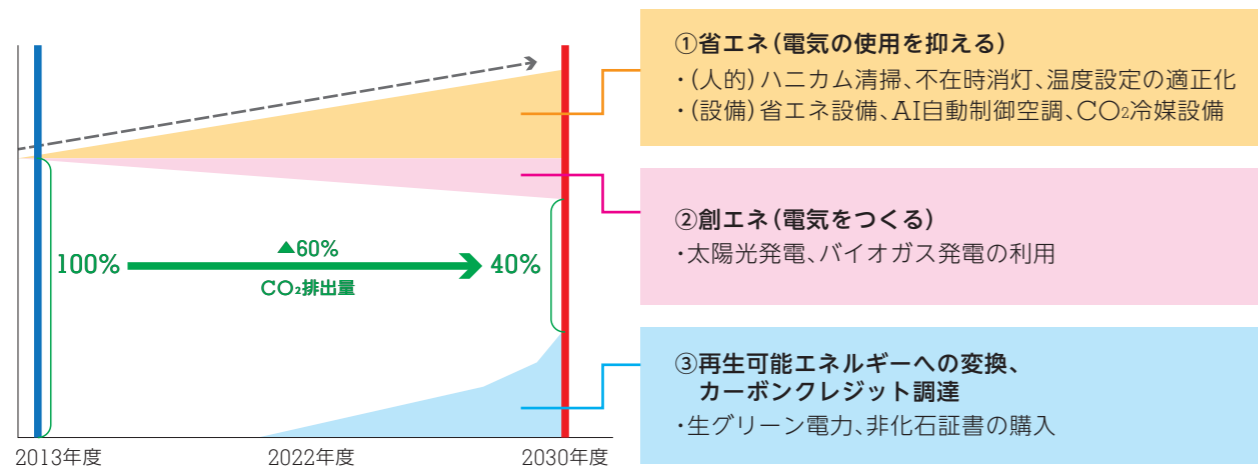 ①省エネ(電気の使用を抑える)
・(人的)ハニカム清掃、不在時消灯、温度設定の適正化
・(設備)省エネ設備、AI自動制御空調、CO₂冷媒設備
②創エネ(電気をつくる)
・太陽光発電、バイオガス発電の利用
③再生可能エネルギーへの変換、
カーボンクレジット調達
・生グリーン電力、非化石証書の購入
100%
▲60%
CO₂排出量
40%
2013年度
2022年度
2030年度